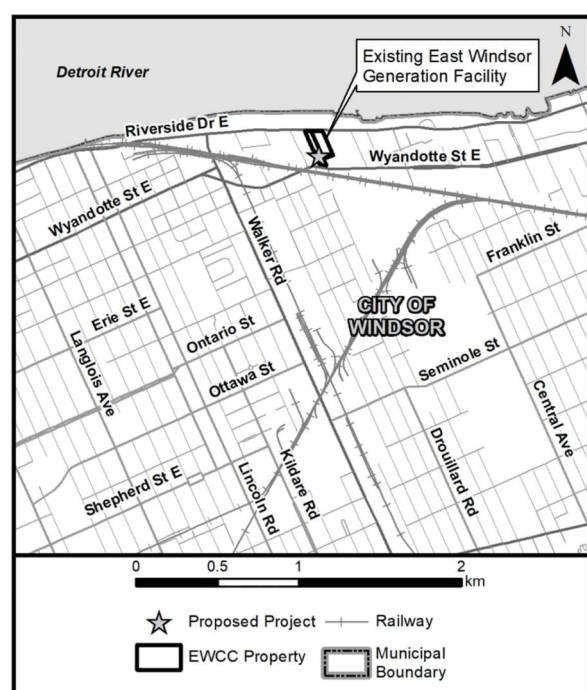 N
Existing East Windsor
Generation Facility
Detroit River
Riverside Dr E
Wyandotte St E
Wyandotte St E
Walker Rd
Franklin St
CITY OF
WINDSOR
Erie St E
Ontario St
Langlois Ave
Ottawa St
Seminole St
Central Ave
Drouillard Rd
Shepherd St E
Lincoln Rd
Kildare Rd
0 0.5 1 2
km
Proposed Project
Railway
EWCC Property
Municipal
Boundary